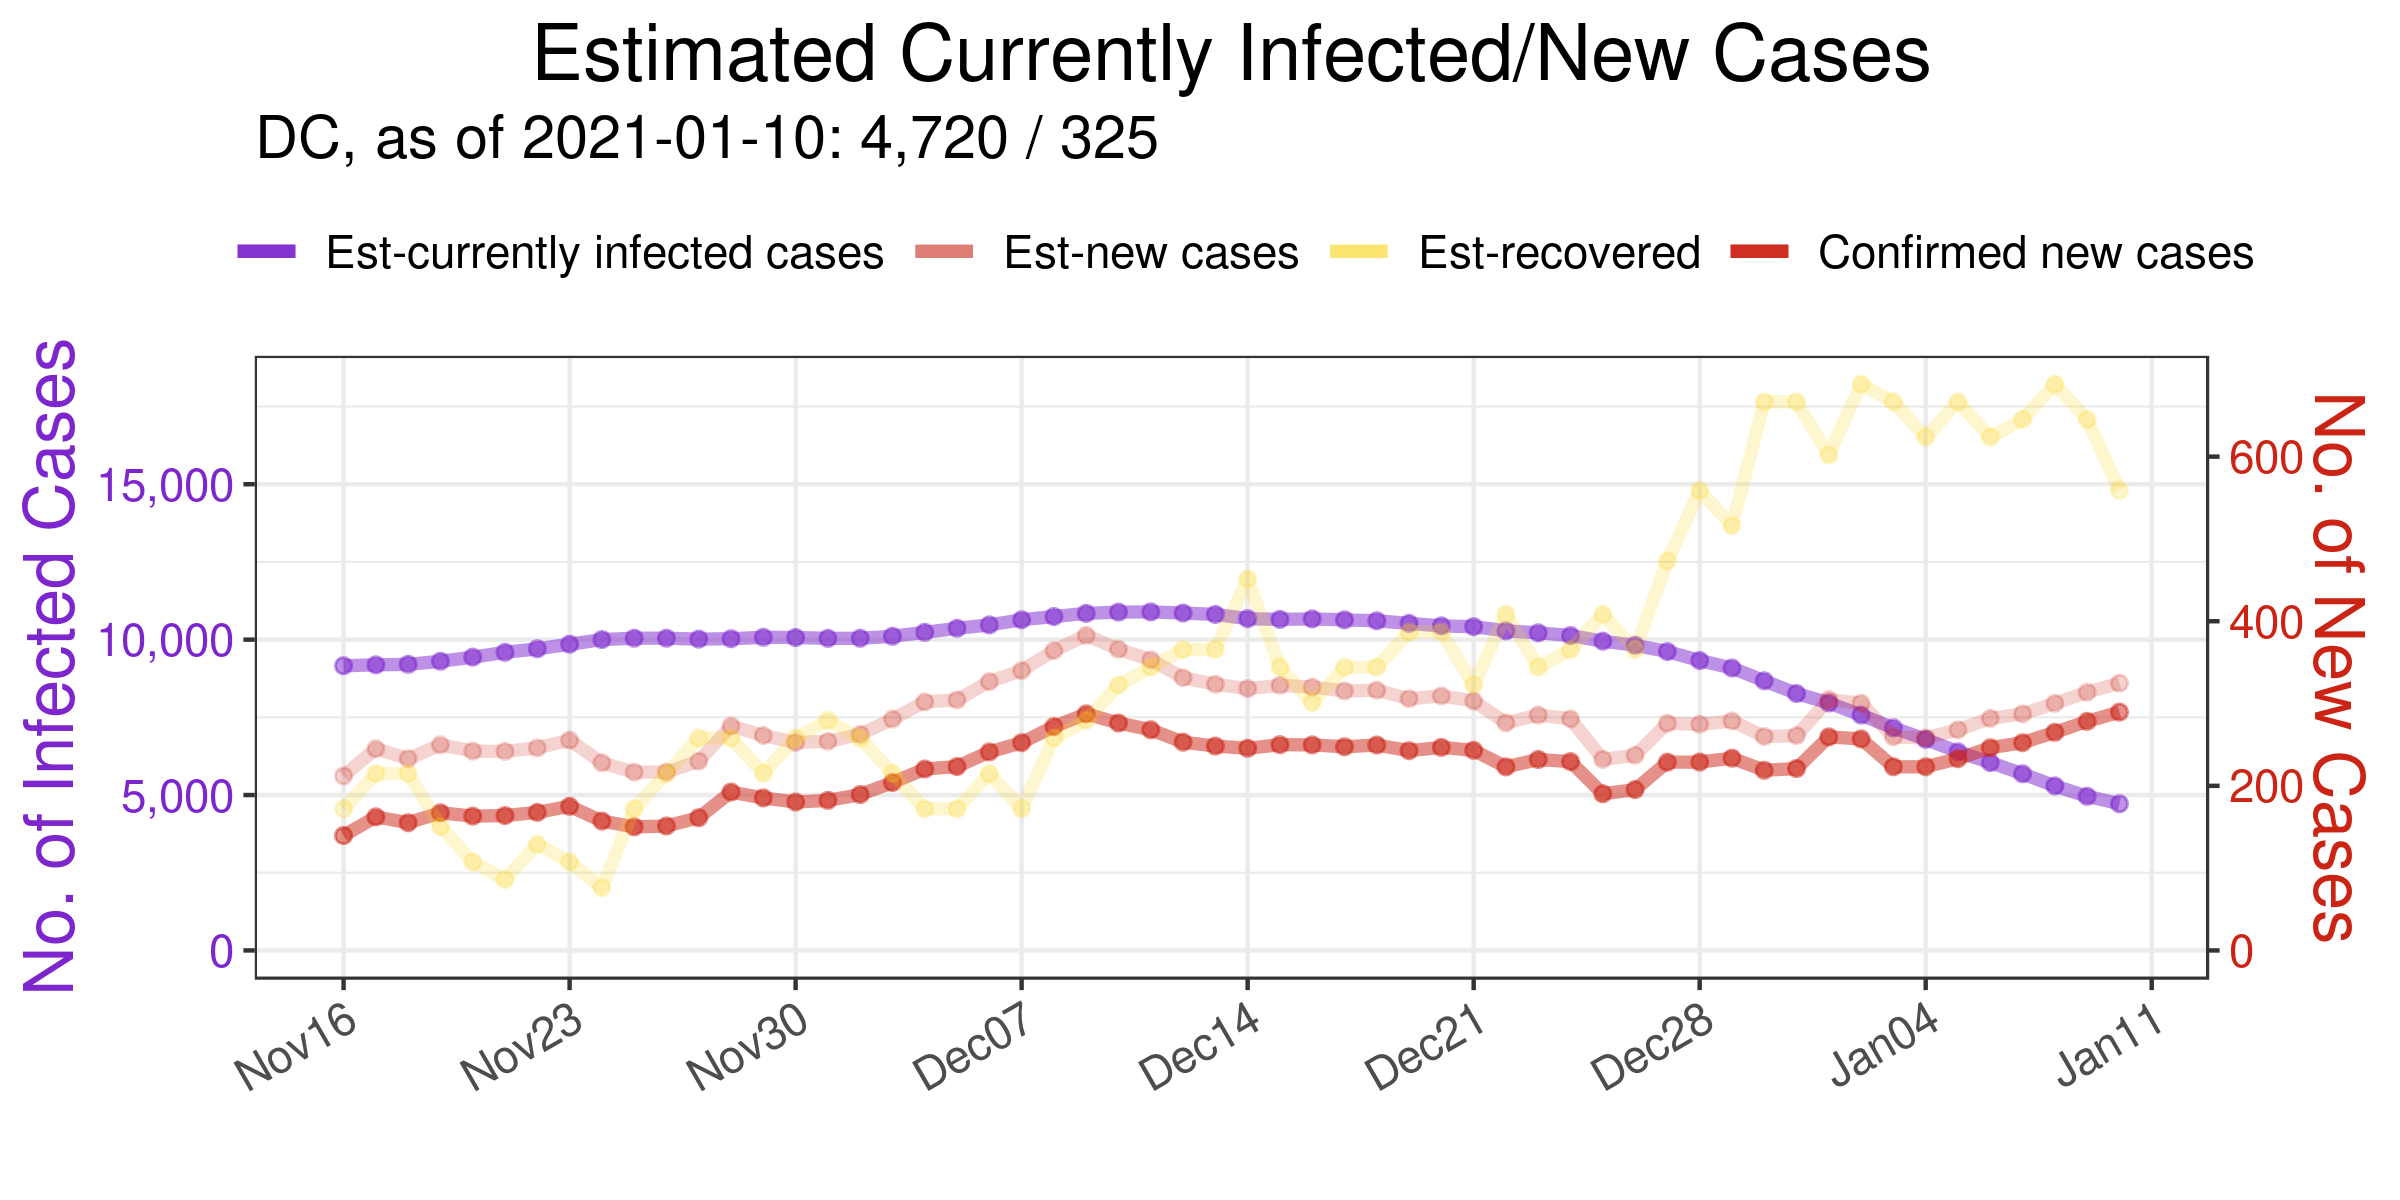 Estimated Currently Infected/New Cases
DC, as of 2021-01-10: 4,720 / 325
Est-currently infected cases Est-new cases Est-recovered Confirmed new cases
No. of Infected Cases
15,000
10,000
5,000
0
600
400
200
0
No. of New Cases
Nov16 Nov23 Nov30 Dec07 Dec14 Dec21 Dec28 Jan04 Jan11